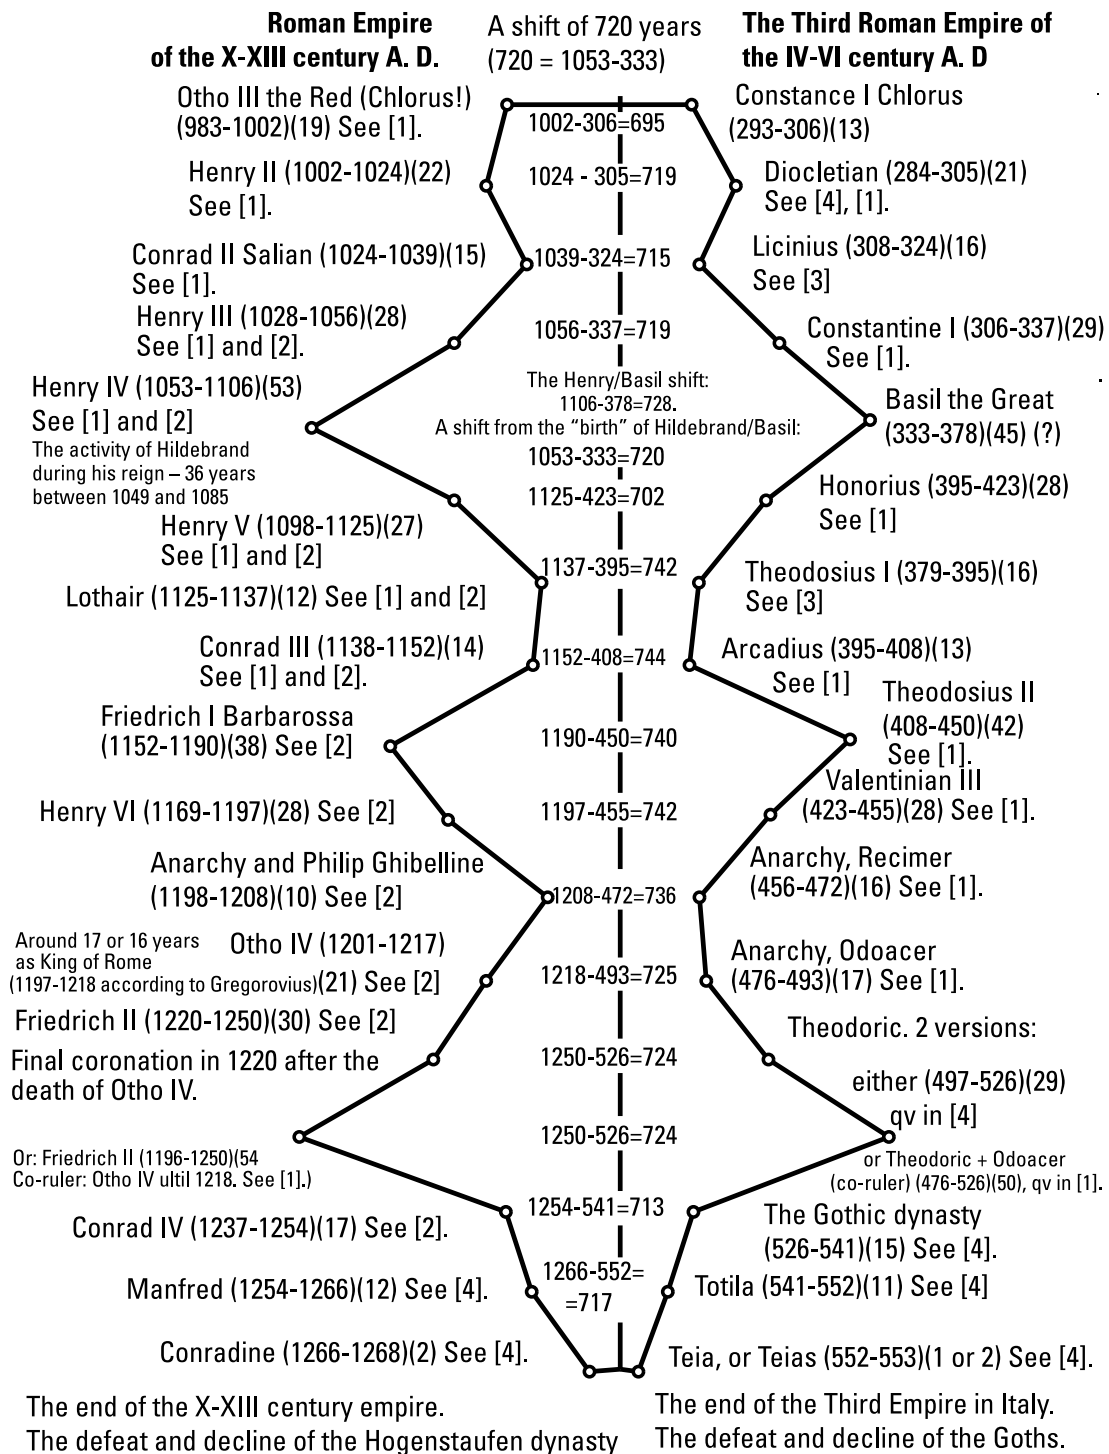 Roman Empire
of the X-XIII century A. D.
A shift of 720 years
(720 = 1053-333)
The Third Roman Empire of
the IV-VI century A. D
Otho III the Red (Chlorus!)
(983-1002)(19) See [1].
1002-306=695
Constance I Chlorus
(293-306)(13)
Henry II (1002-1024)(22)
See [1].
1024 - 305=719
Diocletian (284-305)(21)
See [4], [1].
Conrad II Salian (1024-1039)(15)
See [1].
1039-324=715
Licinius (308-324)(16)
See [3]
Henry III (1028-1056)(28)
See [1] and [2].
1056-337=719
Constantine I (306-337)(29)
See [1].
Henry IV (1053-1106)(53)
See [1] and [2]
The activity of Hildebrand
during his reign – 36 years
between 1049 and 1085
The Henry/Basil shift:
1106-378=728.
A shift from the “birth” of Hildebrand/Basil:
1053-333=720
Basil the Great
(333-378)(45) (?)
Henry V (1098-1125)(27)
See [1] and [2]
1125-423=702
Honorius (395-423)(28)
See [1]
Lothair (1125-1137)(12) See [1] and [2]
1137-395=742
Theodosius I (379-395)(16)
See [3]
Conrad III (1138-1152)(14)
See [1] and [2].
1152-408=744
Arcadius (395-408)(13)
See [1]
Friedrich I Barbarossa
(1152-1190)(38) See [2]
1190-450=740
Theodosius II
(408-450)(42)
See [1].
Henry VI (1169-1197)(28) See [2]
1197-455=742
Valentinian III
(423-455)(28) See [1].
Anarchy and Philip Ghibelline
(1198-1208)(10) See [2]
1208-472=736
Anarchy, Recimer
(456-472)(16) See [1].
Around 17 or 16 years
as King of Rome
(1197-1218 according to Gregorovius)
Otho IV (1201-1217)
(21) See [2]
1218-493=725
Anarchy, Odoacer
(476-493)(17) See [1].
Friedrich II (1220-1250)(30) See [2]
Final coronation in 1220 after the
death of Otho IV.
1250-526=724
Theodoric. 2 versions:
either (497-526)(29)
qv in [4]
Or: Friedrich II (1196-1250)(54
Co-ruler: Otho IV ultil 1218. See [1].)
1250-526=724
or Theodoric + Odoacer
(co-ruler) (476-526)(50), qv in [1].
Conrad IV (1237-1254)(17) See [2].
1254-541=713
The Gothic dynasty
(526-541)(15) See [4].
Manfred (1254-1266)(12) See [4].
1266-552=
=717
Totila (541-552)(11) See [4]
Conradine (1266-1268)(2) See [4].
Teia, or Teias (552-553)(1 or 2) See [4].
The end of the X-XIII century empire.
The defeat and decline of the Hogenstaufen dynasty
The end of the Third Empire in Italy.
The defeat and decline of the Goths.